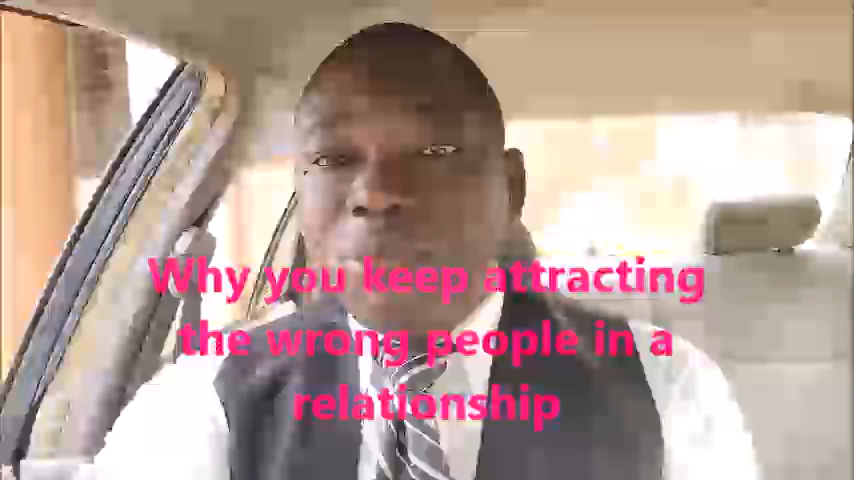 Why you keep attracting
the wrong people in a
relationship